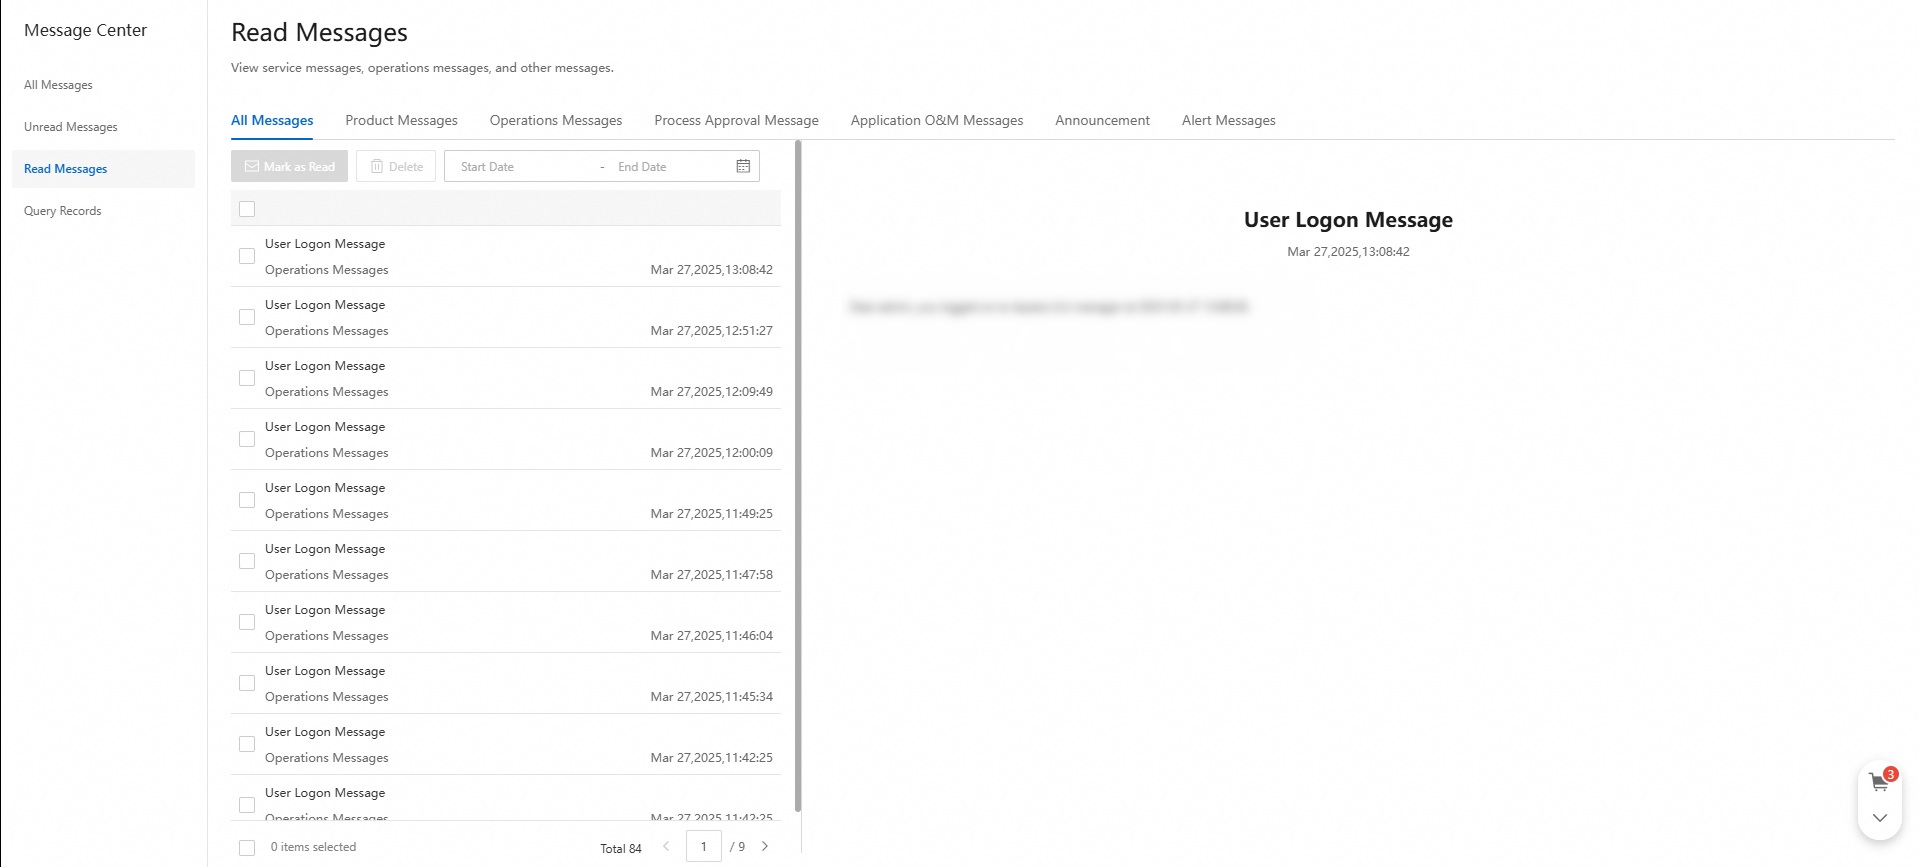 Message Center
All Messages
Unread Messages
Read Messages
Query Records
Read Messages
View service messages, operations messages, and other messages.
All Messages Product Messages Operations Messages Process Approval Message Application O&M Messages Announcement Alert Messages
Mark as Read Delete Start Date - End Date
User Logon Message
Operations Messages Mar 27,2025,13:08:42
User Logon Message
Operations Messages Mar 27,2025,12:51:27
User Logon Message
Operations Messages Mar 27,2025,12:09:49
User Logon Message
Operations Messages Mar 27,2025,12:00:09
User Logon Message
Operations Messages Mar 27,2025,11:49:25
User Logon Message
Operations Messages Mar 27,2025,11:47:58
User Logon Message
Operations Messages Mar 27,2025,11:46:04
User Logon Message
Operations Messages Mar 27,2025,11:45:34
User Logon Message
Operations Messages Mar 27,2025,11:42:25
User Logon Message
Operations Messages Mar 27,2025,11:42:25
0 items selected Total 84 1 / 9
User Logon Message
Mar 27,2025,13:08:42
3